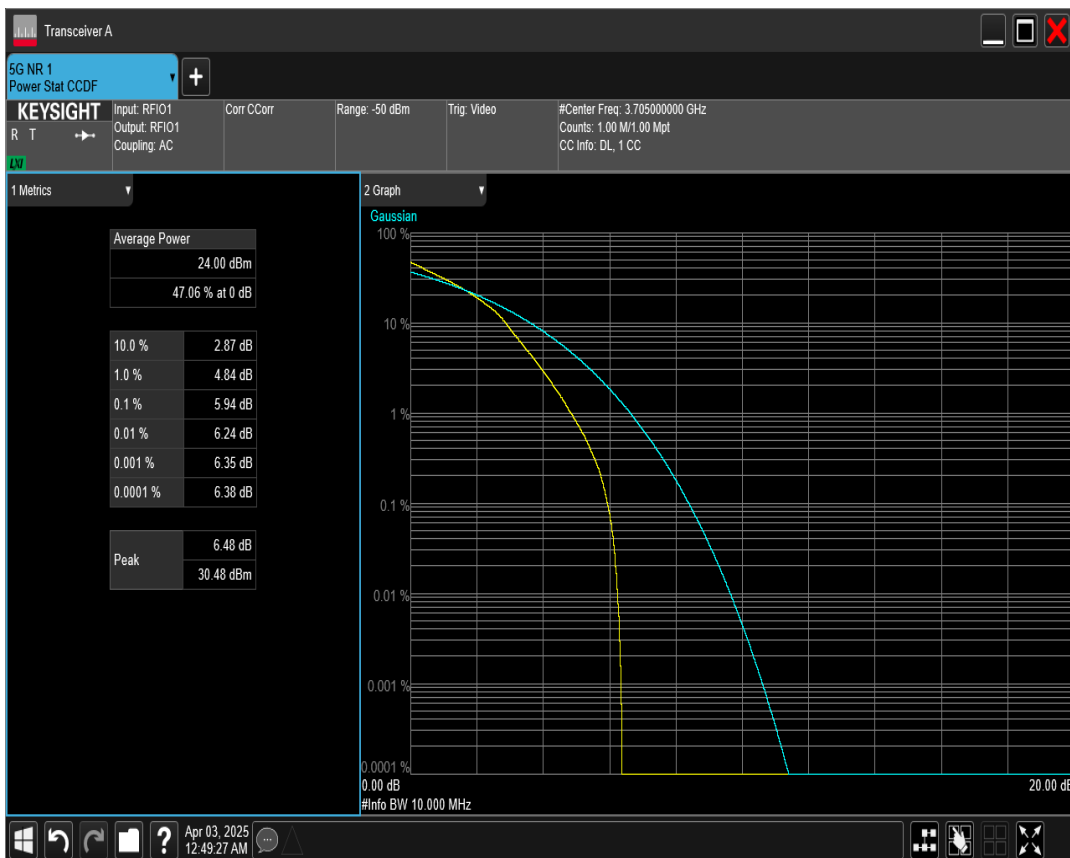 Transceiver A
5G NR 1
Power Stat CCDF
KEYSIGHT
R T
LXI
Input: RFIO1
Output: RFIO1
Coupling: AC
Corr CCorr
Range: -50 dBm
Trig: Video
#Center Freq: 3.705000000 GHz
Counts: 1.00 M/1.00 Mpt
CC Info: DL, 1 CC
1 Metrics
Average Power
24.00 dBm
47.06 % at 0 dB
10.0 % 2.87 dB
1.0 % 4.84 dB
0.1 % 5.94 dB
0.01 % 6.24 dB
0.001 % 6.35 dB
0.0001 % 6.38 dB
Peak 6.48 dB
30.48 dBm
2 Graph
Gaussian
100 %
10 %
1 %
0.1 %
0.01 %
0.001 %
0.0001 %
0.00 dB 20.00 dB
#Info BW 10.000 MHz
Apr 03, 2025
12:49:27 AM